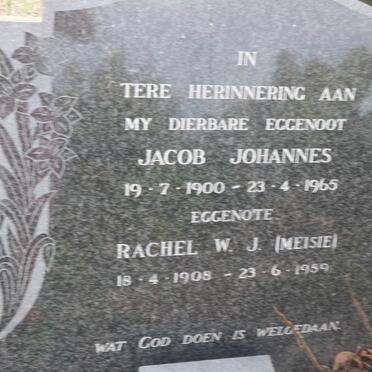 IN
TERE HERINNERING AAN
MY DIERBARE EGGENOOT
JACOB JOHANNES
19 · 7 · 1900 – 23 · 4 · 1965
EGGENOTE
RACHEL W. J. (MEISIE)
18 · 4 · 1908 – 23 · 6 · 1959
WAT GOD DOEN IS WELGEDAAN.